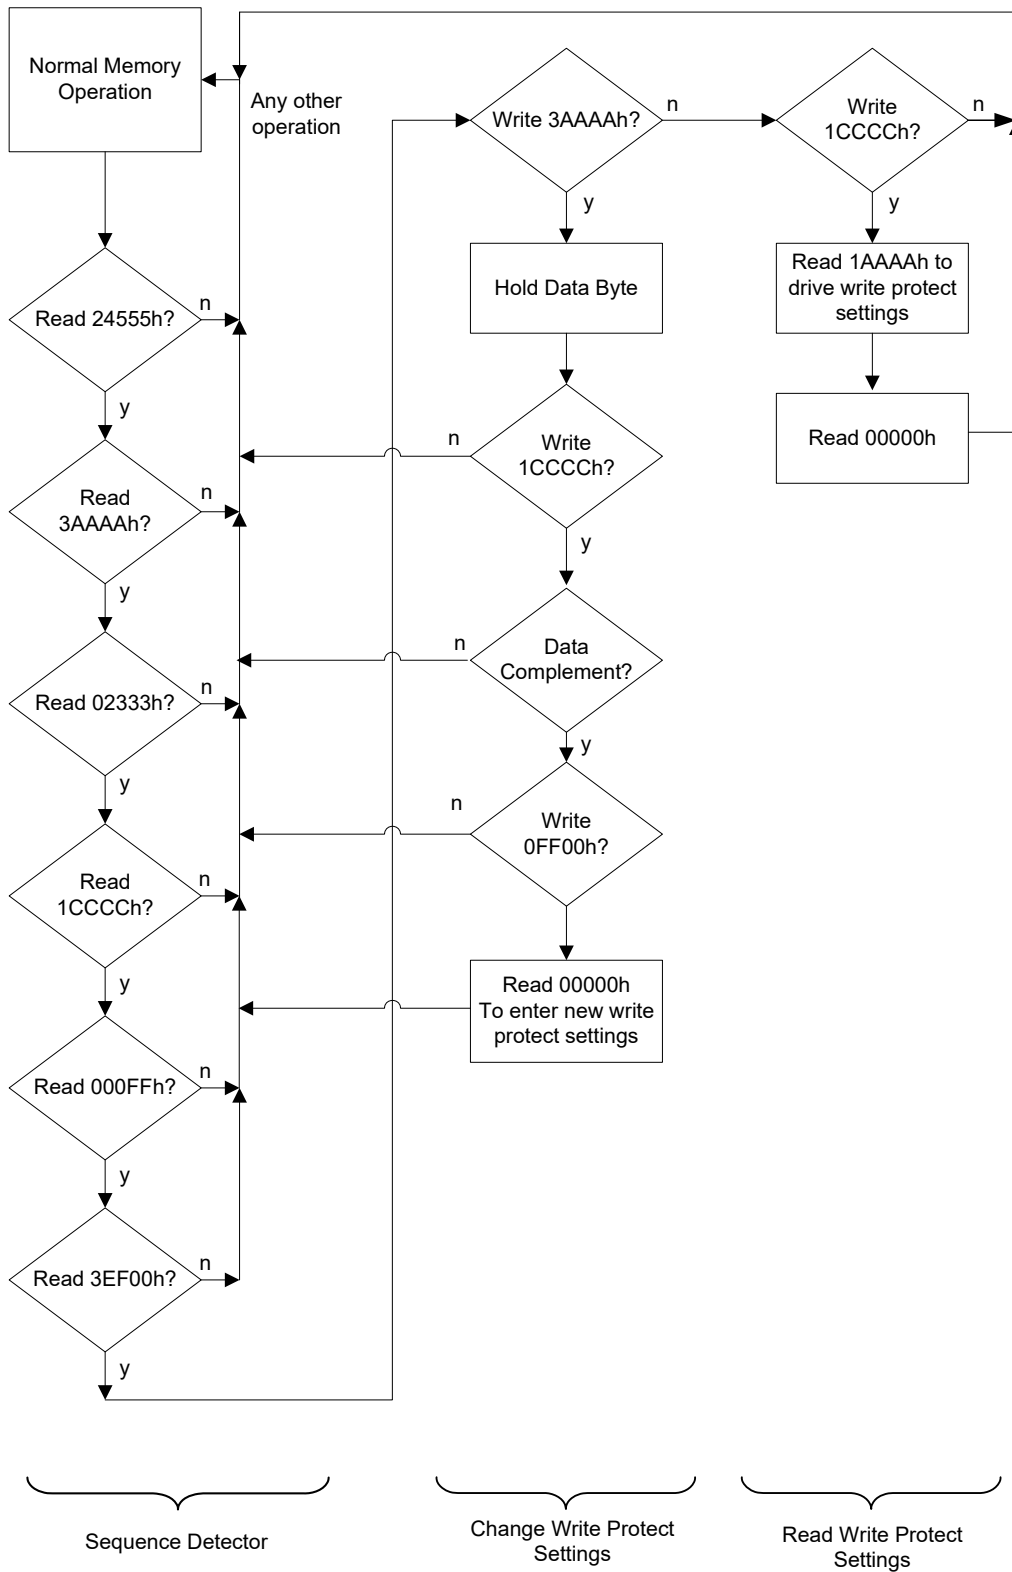 Normal Memory
Operation
Any other
operation
Read 24555h?
n
y
Read
3AAAAh?
n
y
Read 02333h?
n
y
Read
1CCCCh?
n
y
Read 000FFh?
n
y
Read 3EF00h?
n
y
Sequence Detector
Write 3AAAAh?
n
y
Hold Data Byte
Write
1CCCCh?
n
y
Data
Complement?
n
y
Write
0FF00h?
n
Read 00000h
To enter new write
protect settings
Change Write Protect
Settings
Write
1CCCCh?
n
y
Read 1AAAAh to
drive write protect
settings
Read 00000h
Read Write Protect
Settings